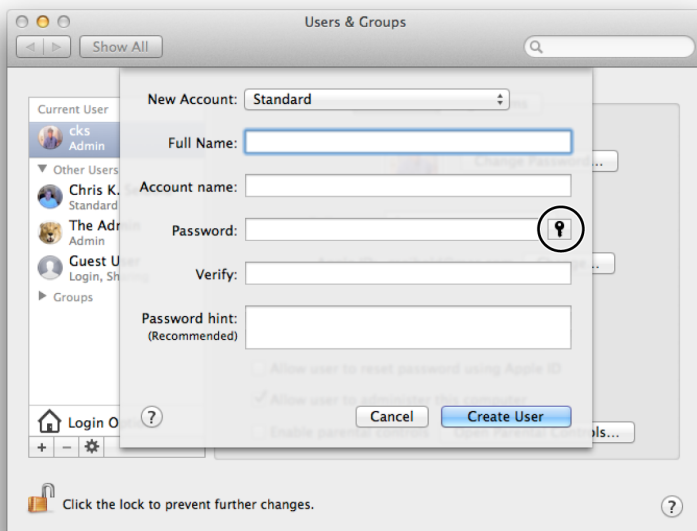 Users & Groups
Show All
New Account: Standard
Current User
cks
Admin
Full Name:
Change Password...
Other Users
Chris K.
Standard
Account name:
The Adm
Admin
Password:
Guest U
Login, Sh
Verify:
Groups
Password hint:
(Recommended)
Allow user to reset password using Apple ID
Allow user to administer this computer
Login O
? Cancel Create User
Enable parental controls Open Parental Controls...
+ −
Click the lock to prevent further changes. ?